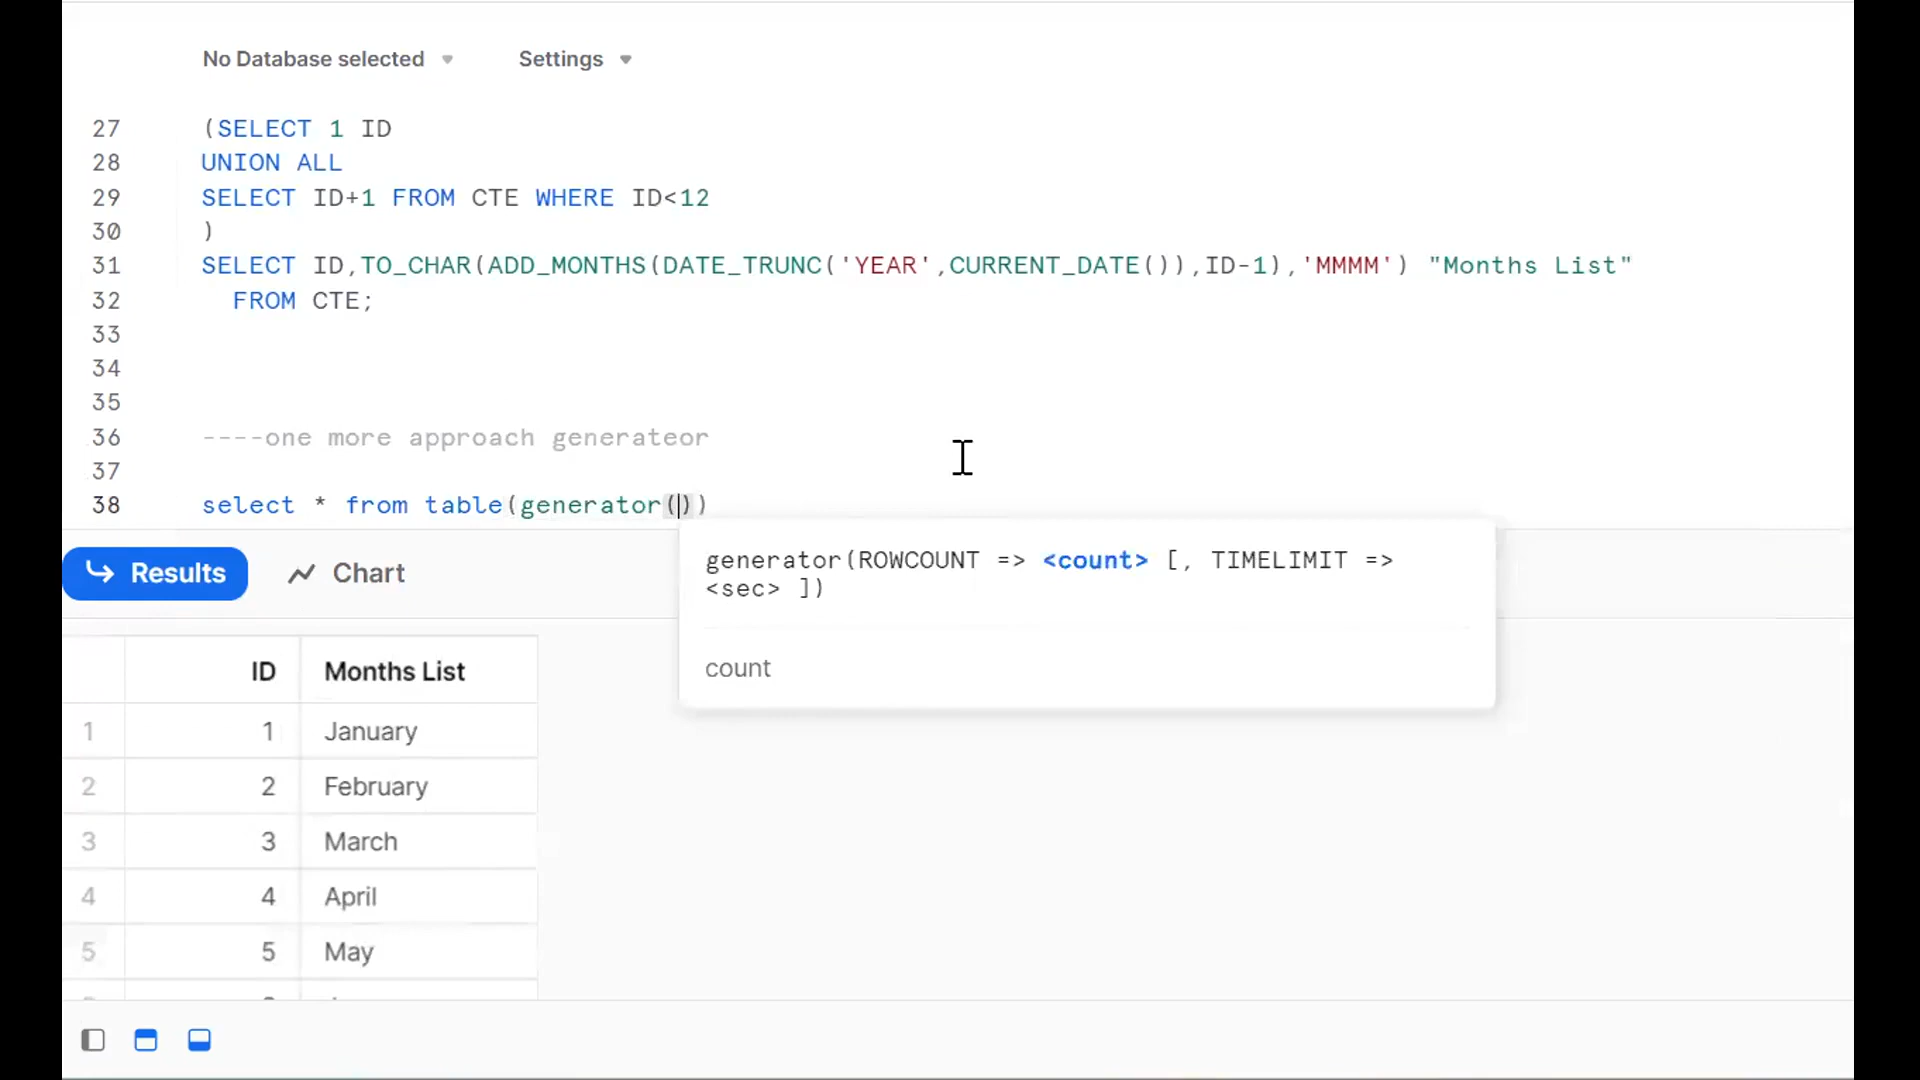 No Database selected Settings
27 (SELECT 1 ID
28 UNION ALL
29 SELECT ID+1 FROM CTE WHERE ID<12
30 )
31 SELECT ID,TO_CHAR(ADD_MONTHS(DATE_TRUNC('YEAR',CURRENT_DATE()),ID-1),'MMMM') "Months List"
32 FROM CTE;
33
34
35
36 ----one more approach generateor
37
38 select * from table(generator())
generator(ROWCOUNT => <count> [, TIMELIMIT =>
<sec> ])
count
Results Chart
ID Months List
1 1 January
2 2 February
3 3 March
4 4 April
5 5 May